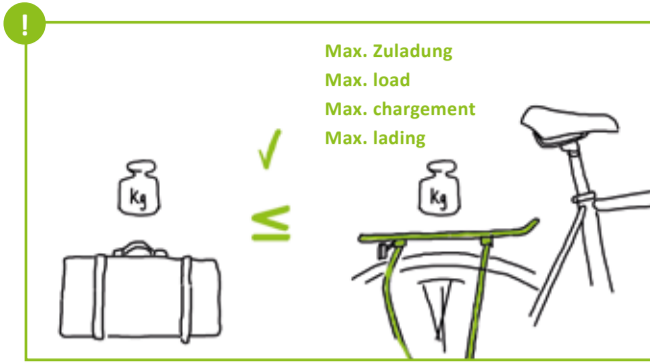 !
Max. Zuladung
Max. load
Max. chargement
Max. lading
✓
kg
≤
kg